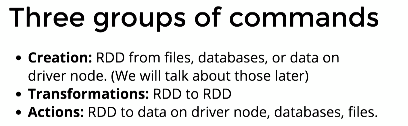 Three groups of commands
• Creation: RDD from files, databases, or data on
driver node. (We will talk about those later)
• Transformations: RDD to RDD
• Actions: RDD to data on driver node, databases, files.